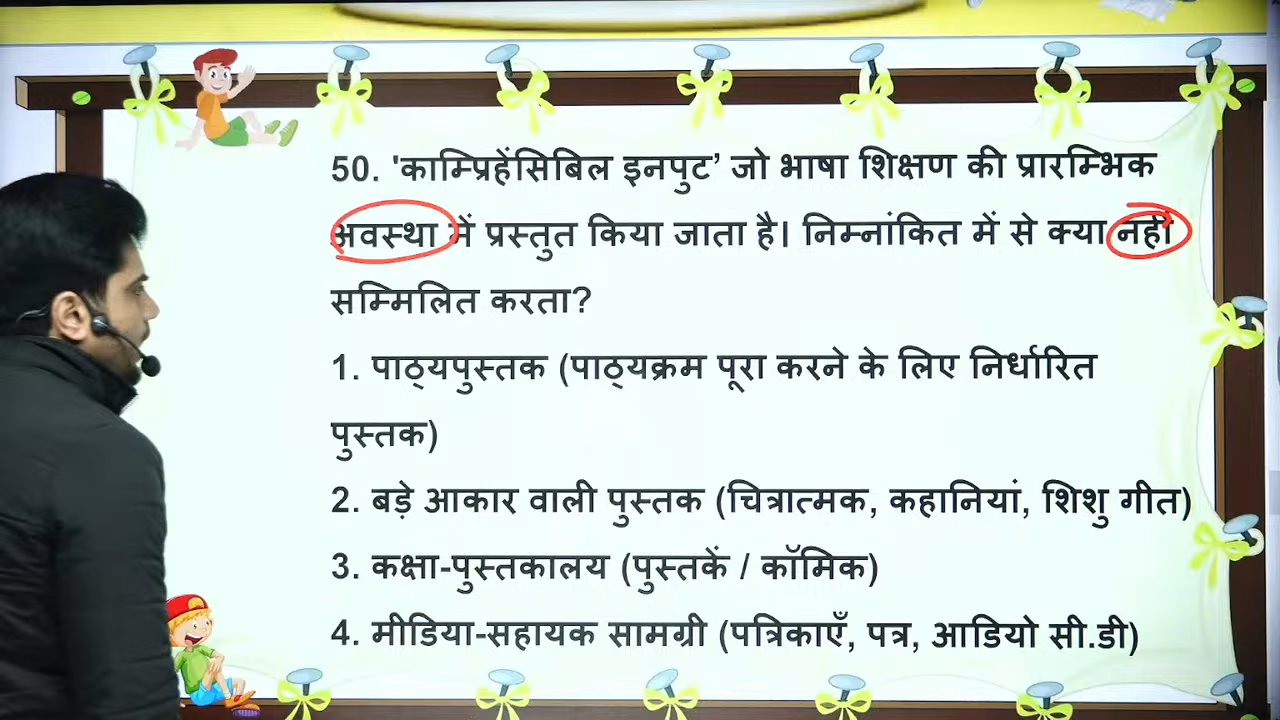 50. 'काम्प्रिहेंसिबिल इनपुट’ जो भाषा शिक्षण की प्रारम्भिक
अवस्था में प्रस्तुत किया जाता है। निम्नांकित में से क्या नहीं
सम्मिलित करता?
1. पाठ्यपुस्तक (पाठ्यक्रम पूरा करने के लिए निर्धारित
पुस्तक)
2. बड़े आकार वाली पुस्तक (चित्रात्मक, कहानियां, शिशु गीत)
3. कक्षा-पुस्तकालय (पुस्तकें / कॉमिक)
4. मीडिया-सहायक सामग्री (पत्रिकाएँ, पत्र, आडियो सी.डी)